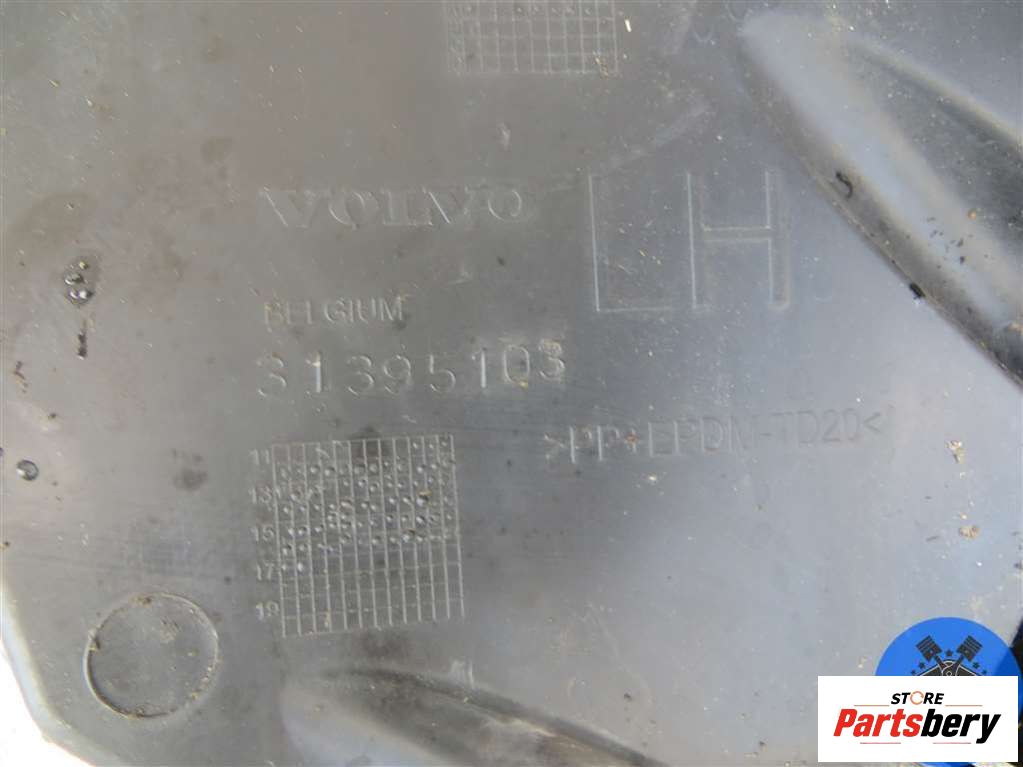 VOLVO
LH
BELGIUM
31395103
>PP+EPDM-TD20<
11
13
15
17
19
STORE
Partsbery